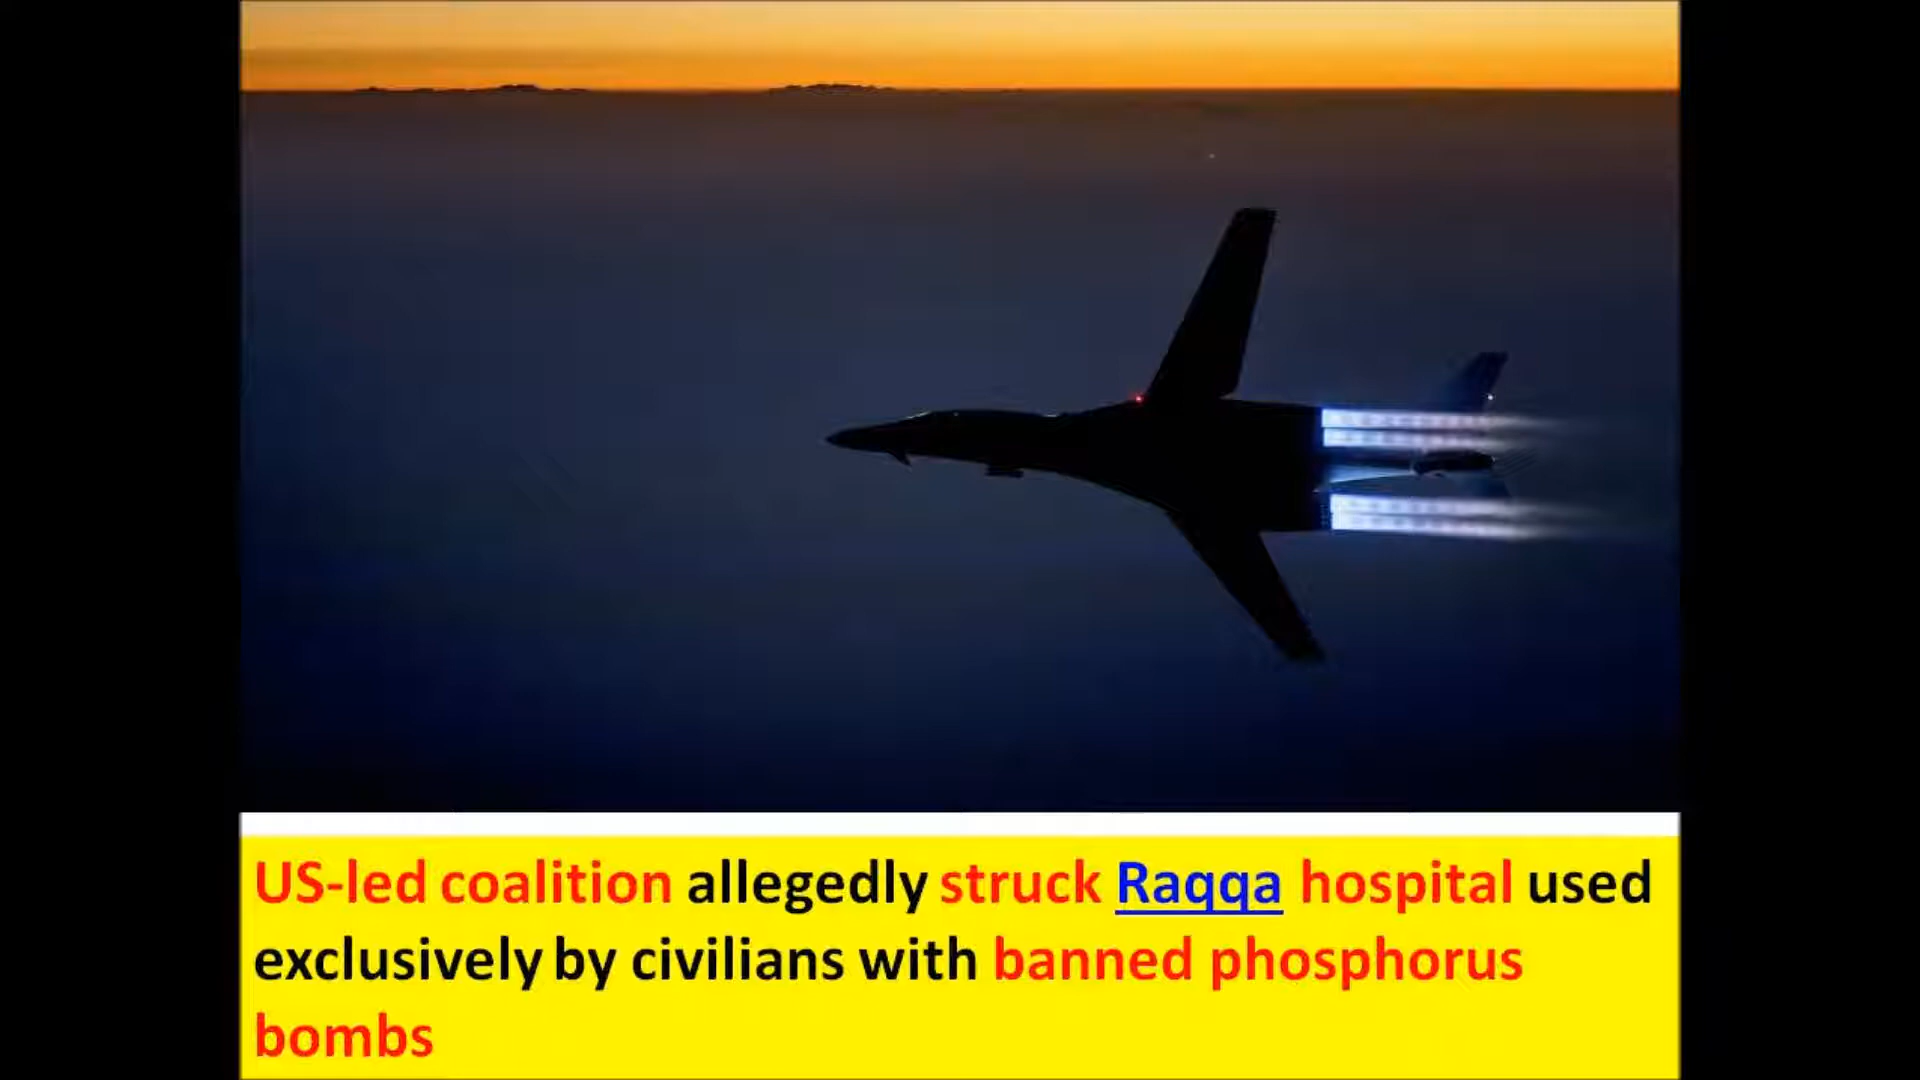 US-led coalition allegedly struck Raqqa hospital used
exclusively by civilians with banned phosphorus
bombs